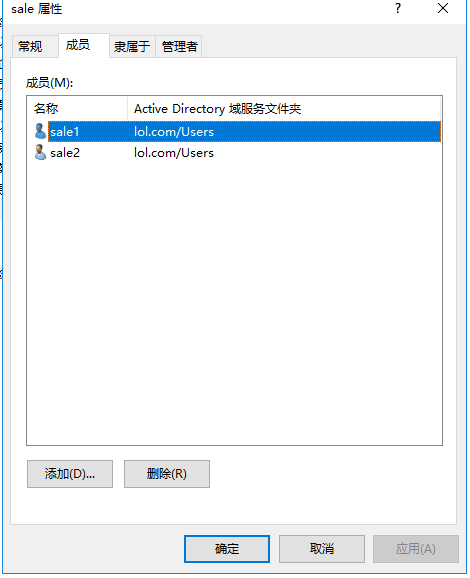 sale 属性
?
常规 成员 隶属于 管理者
成员(M):
名称 Active Directory 域服务文件夹
sale1 lol.com/Users
sale2 lol.com/Users
添加(D)... 删除(R)
确定 取消 应用(A)